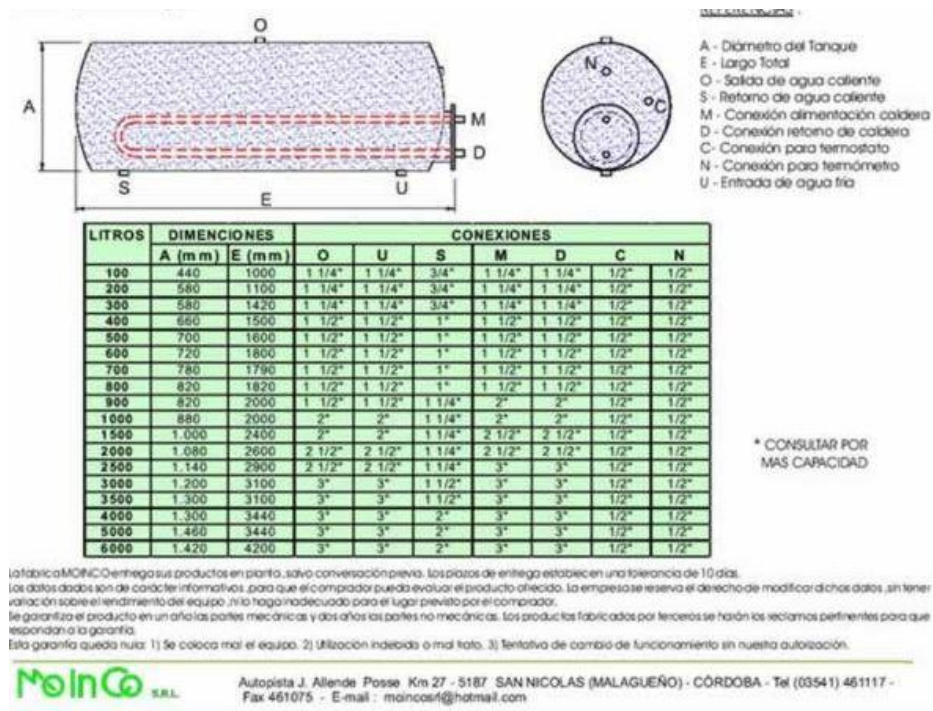 REFERENCIAS :
A - Diámetro del Tanque
E - Largo Total
O - Salida de agua caliente
S - Retorno de agua caliente
M - Conexión alimentación caldera
D - Conexión retorno de caldera
C- Conexión para termostato
N - Conexión para termómetro
U - Entrada de agua fría
O
A
M
D
S
U
E
N
C
LITROS DIMENCIONES CONEXIONES
A (mm) E (mm) O U S M D C N
100 440 1000 1 1/4" 1 1/4" 3/4" 1 1/4" 1 1/4" 1/2" 1/2"
200 580 1100 1 1/4" 1 1/4" 3/4" 1 1/4" 1 1/4" 1/2" 1/2"
300 580 1420 1 1/4" 1 1/4" 3/4" 1 1/4" 1 1/4" 1/2" 1/2"
400 660 1500 1 1/2" 1 1/2" 1" 1 1/2" 1 1/2" 1/2" 1/2"
500 700 1600 1 1/2" 1 1/2" 1" 1 1/2" 1 1/2" 1/2" 1/2"
600 720 1800 1 1/2" 1 1/2" 1" 1 1/2" 1 1/2" 1/2" 1/2"
700 780 1790 1 1/2" 1 1/2" 1" 1 1/2" 1 1/2" 1/2" 1/2"
800 820 1820 1 1/2" 1 1/2" 1" 1 1/2" 1 1/2" 1/2" 1/2"
900 820 2000 1 1/2" 1 1/2" 1 1/4" 2" 2" 1/2" 1/2"
1000 880 2000 2" 2" 1 1/4" 2" 2" 1/2" 1/2"
1500 1.000 2400 2" 2" 1 1/4" 2 1/2" 2 1/2" 1/2" 1/2"
2000 1.080 2600 2 1/2" 2 1/2" 1 1/4" 2 1/2" 2 1/2" 1/2" 1/2"
2500 1.140 2900 2 1/2" 2 1/2" 1 1/4" 3" 3" 1/2" 1/2"
3000 1.200 3100 3" 3" 1 1/2" 3" 3" 1/2" 1/2"
3500 1.300 3100 3" 3" 1 1/2" 3" 3" 1/2" 1/2"
4000 1.300 3440 3" 3" 2" 3" 3" 1/2" 1/2"
5000 1.460 3440 3" 3" 2" 3" 3" 1/2" 1/2"
6000 1.420 4200 3" 3" 2" 3" 3" 1/2" 1/2"
* CONSULTAR POR
MAS CAPACIDAD
La fábrica MOINCO entrega sus productos en planta ,salvo conversación previa. Los plazos de entrega establecen una tolerancia de 10 días.
Los datos dados son de carácter informativos ,para que el comprador pueda evaluar el producto ofrecido. La empresa se reserva el derecho de modificar dichos datos ,sin tener
variación sobre el rendimiento del equipo ,ni lo haga inadecuado para el lugar previsto por el comprador.
Se garantiza el producto en un año las partes mecánicas y dos años las partes no mecánicas. Los productos fabricados por terceros se harán los reclamos pertinentes para que
respondan a la garantía.
Esta garantía queda nula: 1) Se coloca mal el equipo. 2) Utilización indebida o mal trato. 3) Tentativa de cambio de funcionamiento sin nuestra autorización.
MoInCo S.R.L.
Autopista J. Allende Posse Km 27 - 5187 SAN NICOLAS (MALAGUEÑO) - CÓRDOBA - Tel (03541) 461117 -
Fax 461075 - E-mail : moincosrl@hotmail.com